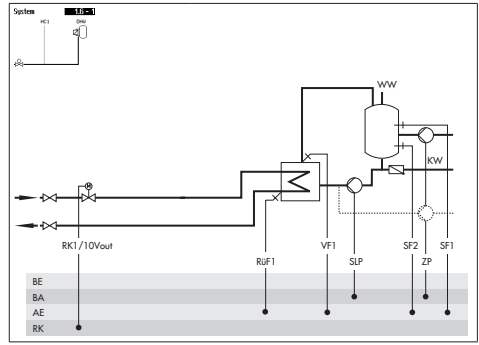 System 1.6 - 1
HC1 DHW
WW
KW
M
RK1/10Vout
RüF1 VF1 SLP SF2 ZP SF1
BE
BA
AE
RK